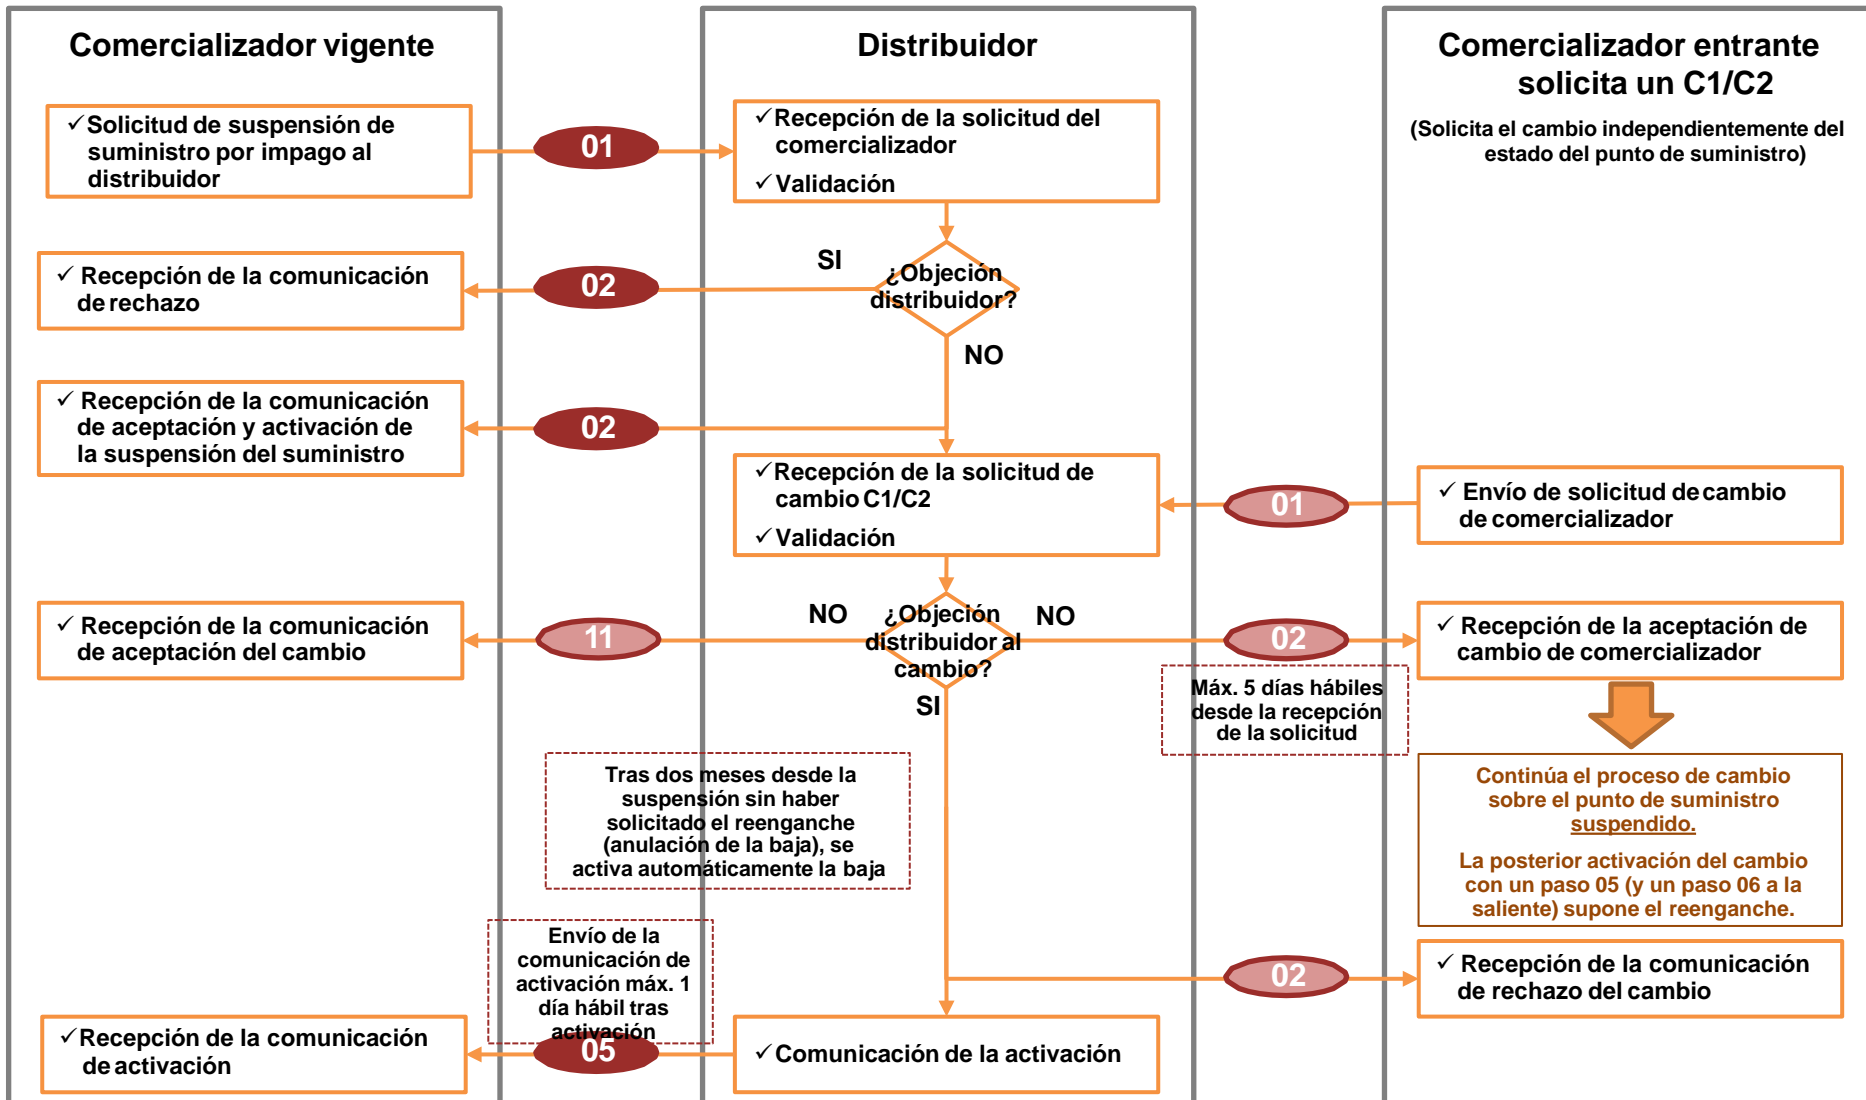 Comercializador vigente
Distribuidor
Comercializador entrante
solicita un C1/C2
(Solicita el cambio independientemente del
estado del punto de suministro)
✓Solicitud de suspensión de
suministro por impago al
distribuidor
01
✓Recepción de la solicitud del
comercializador
✓Validación
✓ Recepción de la comunicación
de rechazo
02
SI
¿Objeción
distribuidor?
NO
✓ Recepción de la comunicación
de aceptación y activación de
la suspensión del suministro
02
✓Recepción de la solicitud de
cambio C1/C2
✓Validación
01
✓ Envío de solicitud de cambio
de comercializador
✓ Recepción de la comunicación
de aceptación del cambio
11
NO
¿Objeción
distribuidor al
cambio?
NO
SI
02
✓ Recepción de la aceptación de
cambio de comercializador
Máx. 5 días hábiles
desde la recepción
de la solicitud
Tras dos meses desde la
suspensión sin haber
solicitado el reenganche
(anulación de la baja), se
activa automáticamente la baja
Continúa el proceso de cambio
sobre el punto de suministro
suspendido.
La posterior activación del cambio
con un paso 05 (y un paso 06 a la
saliente) supone el reenganche.
Envío de la
comunicación de
activación máx. 1
día hábil tras
activación
02
✓ Recepción de la comunicación
de rechazo del cambio
✓Recepción de la comunicación
de activación
05
✓Comunicación de la activación